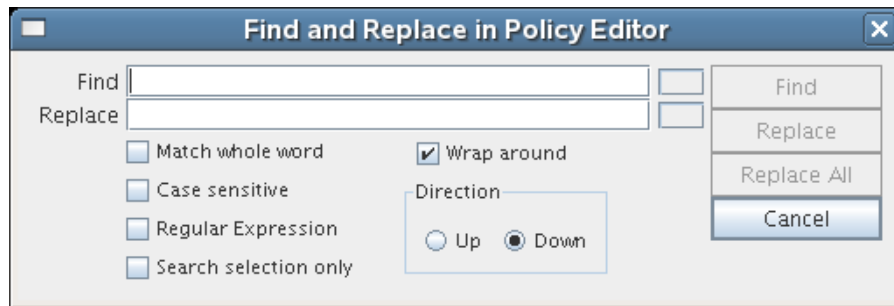 Find and Replace in Policy Editor
Find
Find
Replace
Replace
Match whole word
Wrap around
Replace All
Case sensitive
Direction
Cancel
Regular Expression
Up
Down
Search selection only